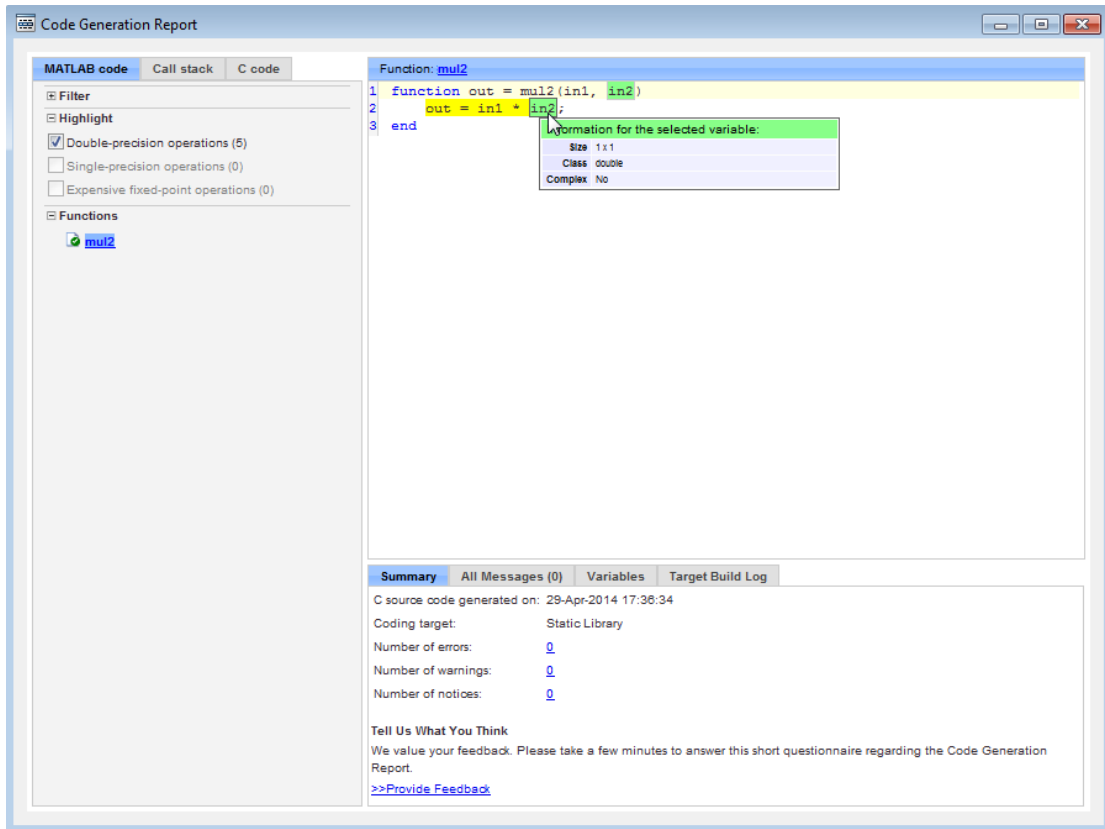 Code Generation Report
MATLAB code Call stack C code
Filter
Highlight
Double-precision operations (5)
Single-precision operations (0)
Expensive fixed-point operations (0)
Functions
mul2
Function: mul2
1 function out = mul2(in1, in2)
2 out = in1 * in2;
3 end
formation for the selected variable:
Size 1 x 1
Class double
Complex No
Summary All Messages (0) Variables Target Build Log
C source code generated on: 29-Apr-2014 17:36:34
Coding target: Static Library
Number of errors: 0
Number of warnings: 0
Number of notices: 0
Tell Us What You Think
We value your feedback. Please take a few minutes to answer this short questionnaire regarding the Code Generation
Report.
>>Provide Feedback